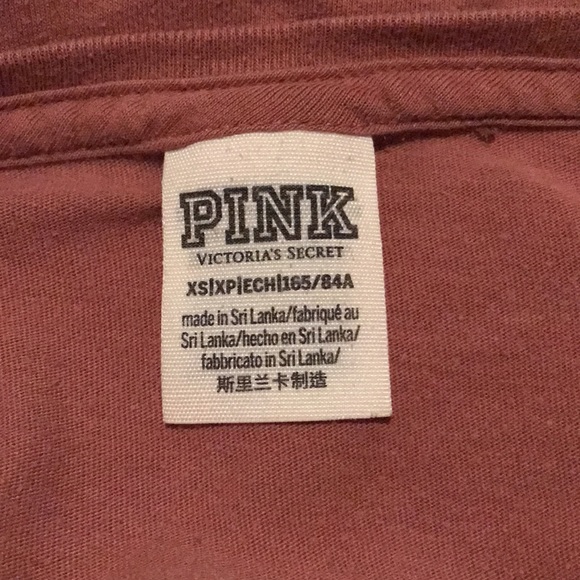 PINK
VICTORIA'S SECRET
XS|XP|ECH|165/84A
made in Sri Lanka/fabriqué au
Sri Lanka/hecho en Sri Lanka/
fabbricato in Sri Lanka/
斯里兰卡制造